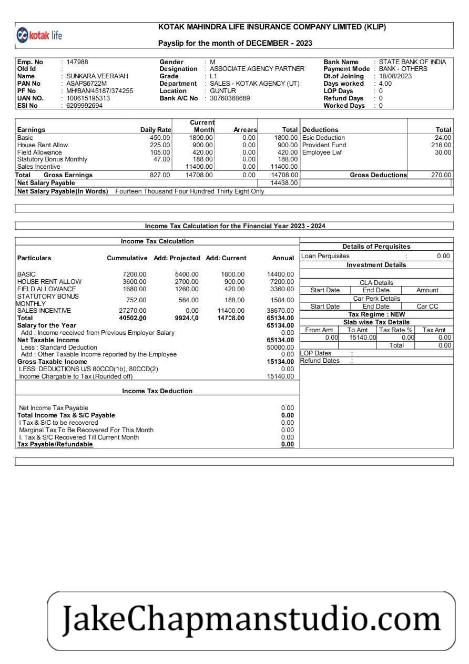 kotak life
KOTAK MAHINDRA LIFE INSURANCE COMPANY LIMITED (KLIP)
Payslip for the month of DECEMBER - 2023
Emp. No : 147988 Gender : M Bank Name : STATE BANK OF INDIA
Old Id : Designation : ASSOCIATE AGENCY PARTNER Payment Mode : BANK - OTHERS
Name : SUNKARA VEERAIAH Grade : L1 Dt.of Joining : 18/08/2023
PAN No : ASAPS6722M Department : SALES - KOTAK AGENCY (UT) Days worked : 4.00
PF No : MHBAN/45187/374255 Location : GUNTUR LOP Days : 0
UAN NO. : 100615195313 Bank A/C No : 30760368689 Refund Days : 0
ESI No : 6209992694 Worked Days : 0
Earnings Daily Rate Current Month Arrears Total Deductions Total
Basic 450.00 1800.00 0.00 1800.00 Esic Deduction 24.00
House Rent Allow 225.00 900.00 0.00 900.00 Provident Fund 216.00
Field Allowance 105.00 420.00 0.00 420.00 Employee Lwf 30.00
Statutory Bonus Monthly 47.00 188.00 0.00 188.00
Sales Incentive 11400.00 0.00 11400.00
Total Gross Earnings 827.00 14708.00 0.00 14708.00 Gross Deductions 270.00
Net Salary Payable 14438.00
Net Salary Payable(In Words) Fourteen Thousand Four Hundred Thirty Eight Only
Income Tax Calculation for the Financial Year 2023 - 2024
Income Tax Calculation
Details of Perquisites
Particulars Cummulative Add: Projected Add: Current Annual
Loan Perquisites : 0.00
Investment Details
BASIC 7200.00 5400.00 1800.00 14400.00
HOUSE RENT ALLOW 3600.00 2700.00 900.00 7200.00
FIELD ALLOWANCE 1680.00 1260.00 420.00 3360.00
STATUTORY BONUS MONTHLY 752.00 564.00 188.00 1504.00
SALES INCENTIVE 27270.00 0.00 11400.00 38670.00
Total 40502.00 9924.00 14708.00 65134.00
CLA Details
Start Date End Date Amount
Car Perk Details
Start Date End Date Car CC
Tax Regime : NEW
Slab wise Tax Details
From Amt To Amt Tax Rate % Tax Amt
0.00 15140.00 0.00 0.00
Total 0.00
LOP Dates :
Refund Dates :
Salary for the Year 65134.00
Add : Income received from Previous Employer Salary 0.00
Net Taxable Income 65134.00
Less : Standard Deduction 50000.00
Add : Other Taxable Income reported by the Employee 0.00
Gross Taxable Income 15134.00
LESS: DEDUCTIONS U/S 80CCD(1b), 80CCD(2) 0.00
Income Chargable to Tax (Rounded off) 15140.00
Income Tax Deduction
Net Income Tax Payable 0.00
Total Income Tax & S/C Payable 0.00
I.Tax & S/C to be recovered 0.00
Marginal Tax To Be Recovered For This Month 0.00
I. Tax & S/C Recovered Till Current Month 0.00
Tax Payable/Refundable 0.00
JakeChapmanstudio.com